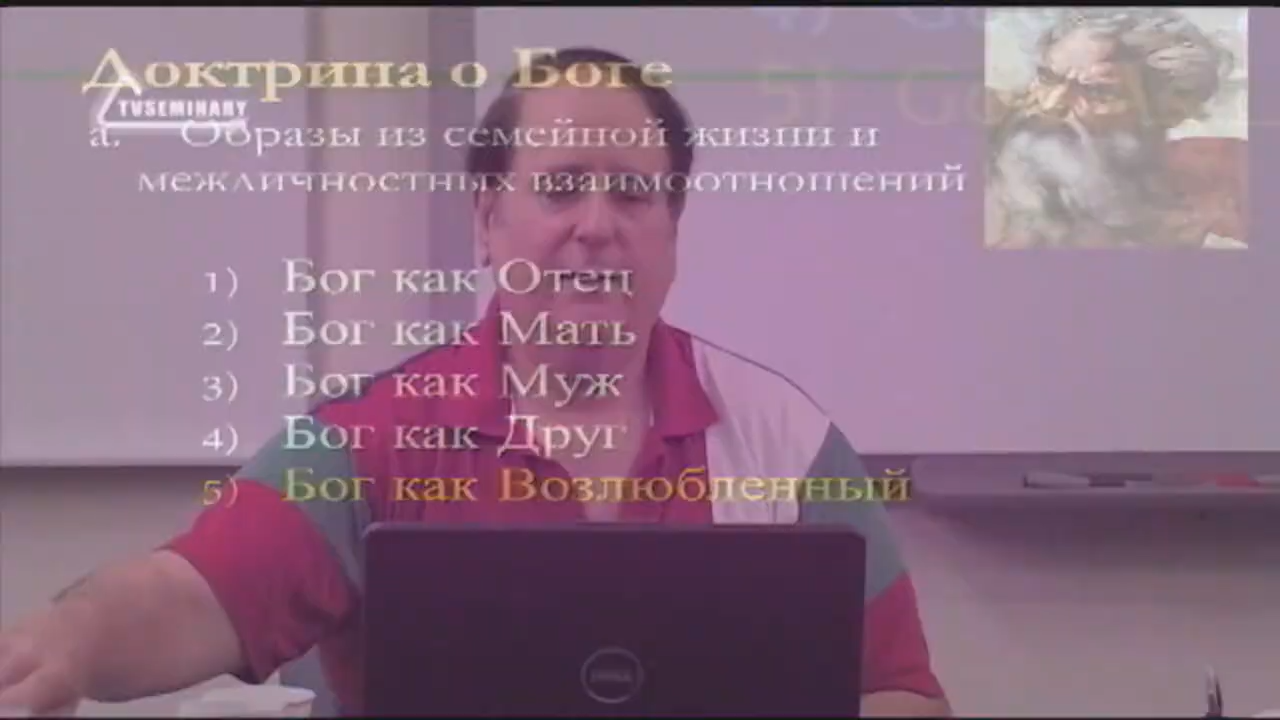 Доктрина о Боге
TVSEMINARY
а. Образы из семейной жизни и
межличностных взаимоотношений
1) Бог как Отец
2) Бог как Мать
3) Бог как Муж
4) Бог как Друг
5) Бог как Возлюбленный
DELL